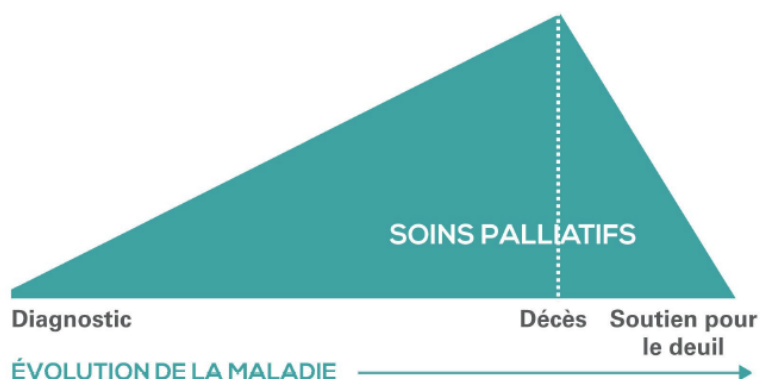 SOINS PALLIATIFS
Diagnostic
Décès
Soutien pour
le deuil
ÉVOLUTION DE LA MALADIE